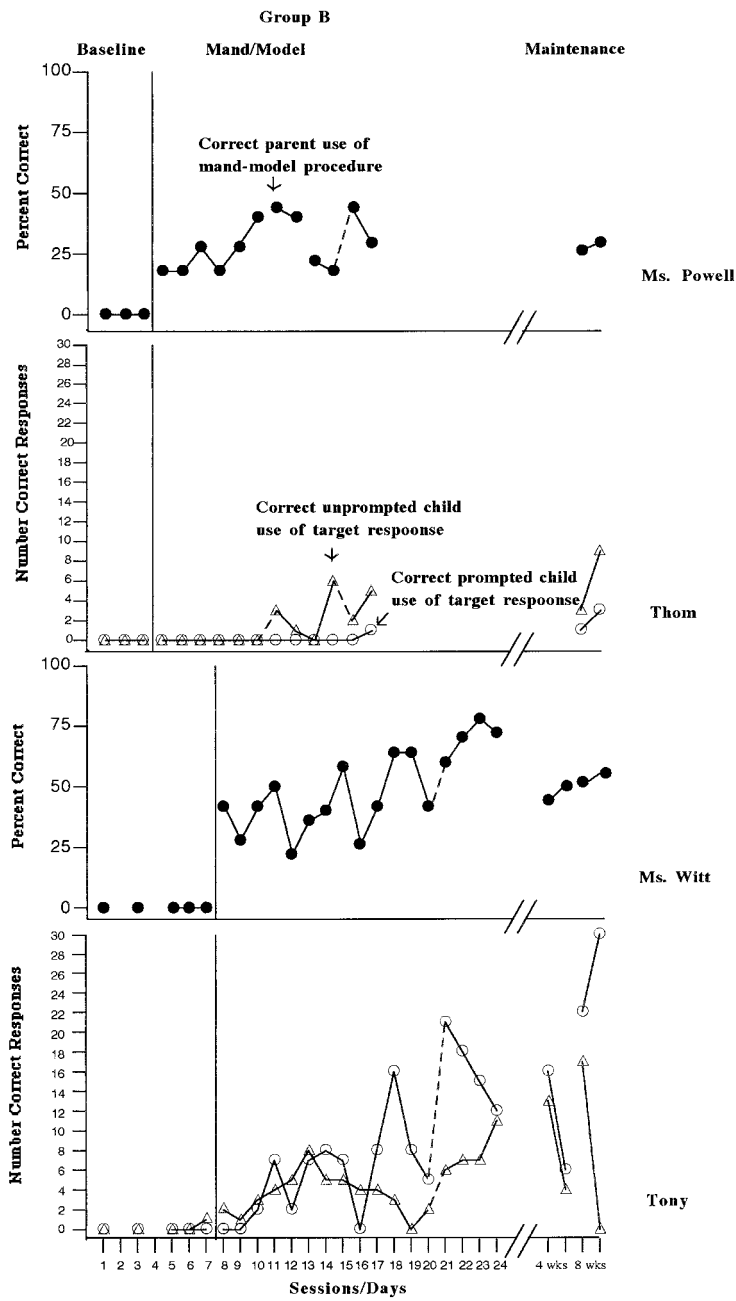 Group B
Baseline Mand/Model Maintenance
100
75
50
25
0
Percent Correct
Correct parent use of
mand-model procedure
Ms. Powell
30
28
26
24
22
20
18
16
14
12
10
8
6
4
2
0
Number Correct Responses
Correct unprompted child
use of target respoonse
Correct prompted child
use of target respoonse
Thom
100
75
50
25
0
Percent Correct
Ms. Witt
30
28
26
24
22
20
18
16
14
12
10
8
6
4
2
0
Number Correct Responses
Tony
1 2 3 4 5 6 7 8 9 10 11 12 13 14 15 16 17 18 19 20 21 22 23 24 4 wks 8 wks
Sessions/Days